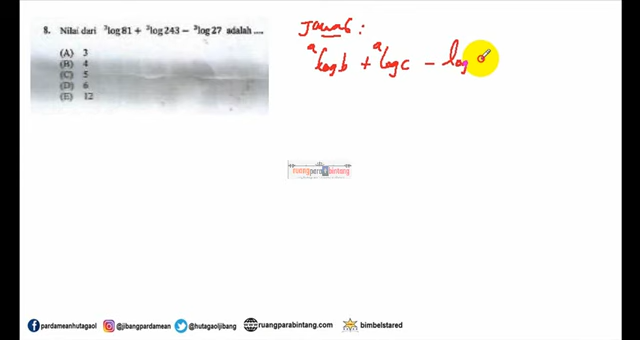 8. Nilai dari ³log 81 + ³log 243 − ³log 27 adalah ....
(A) 3
(B) 4
(C) 5
(D) 6
(E) 12
Jawab :
ᵃlog b + ᵃlog c − log
ruangparabintang
pardameanhutagaol @jibangpardamean @hutagaoljibang ruangparabintang.com bimbelstared